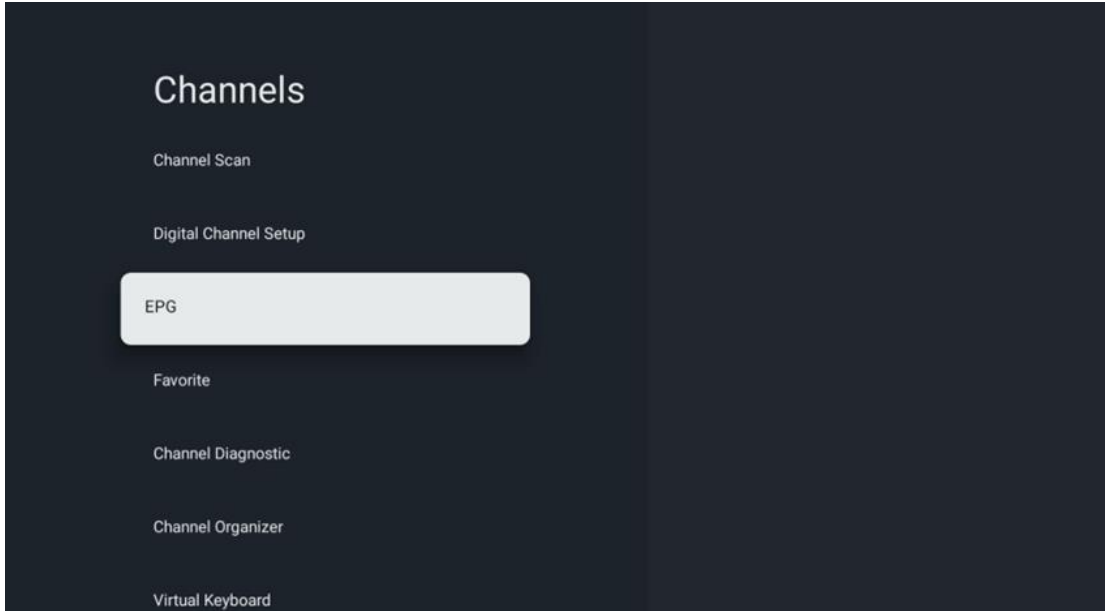 Channels
Channel Scan
Digital Channel Setup
EPG
Favorite
Channel Diagnostic
Channel Organizer
Virtual Keyboard